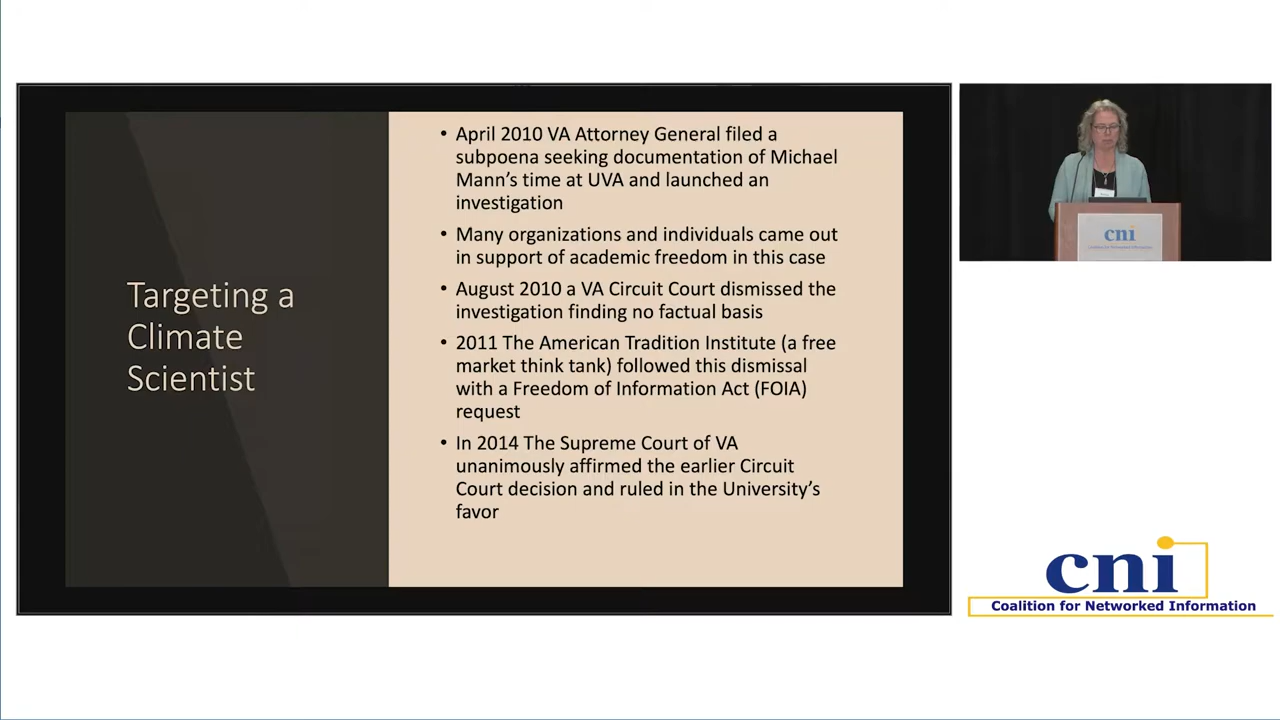 Targeting a
Climate
Scientist
• April 2010 VA Attorney General filed a
subpoena seeking documentation of Michael
Mann’s time at UVA and launched an
investigation
• Many organizations and individuals came out
in support of academic freedom in this case
• August 2010 a VA Circuit Court dismissed the
investigation finding no factual basis
• 2011 The American Tradition Institute (a free
market think tank) followed this dismissal
with a Freedom of Information Act (FOIA)
request
• In 2014 The Supreme Court of VA
unanimously affirmed the earlier Circuit
Court decision and ruled in the University’s
favor
cni
cni
Coalition for Networked Information